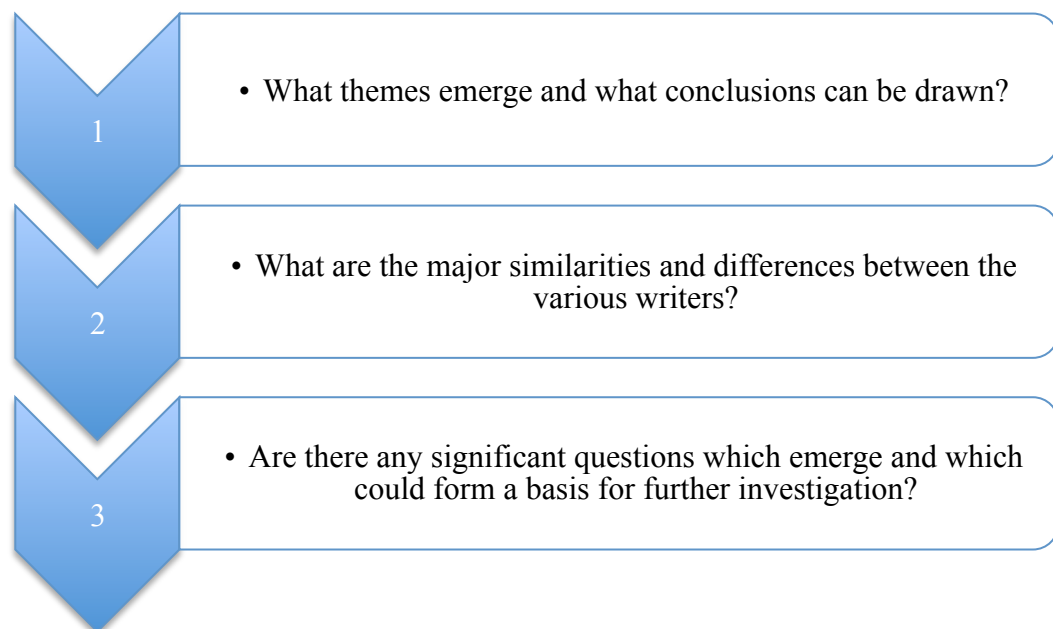 1
• What themes emerge and what conclusions can be drawn?
2
• What are the major similarities and differences between the
various writers?
3
• Are there any significant questions which emerge and which
could form a basis for further investigation?